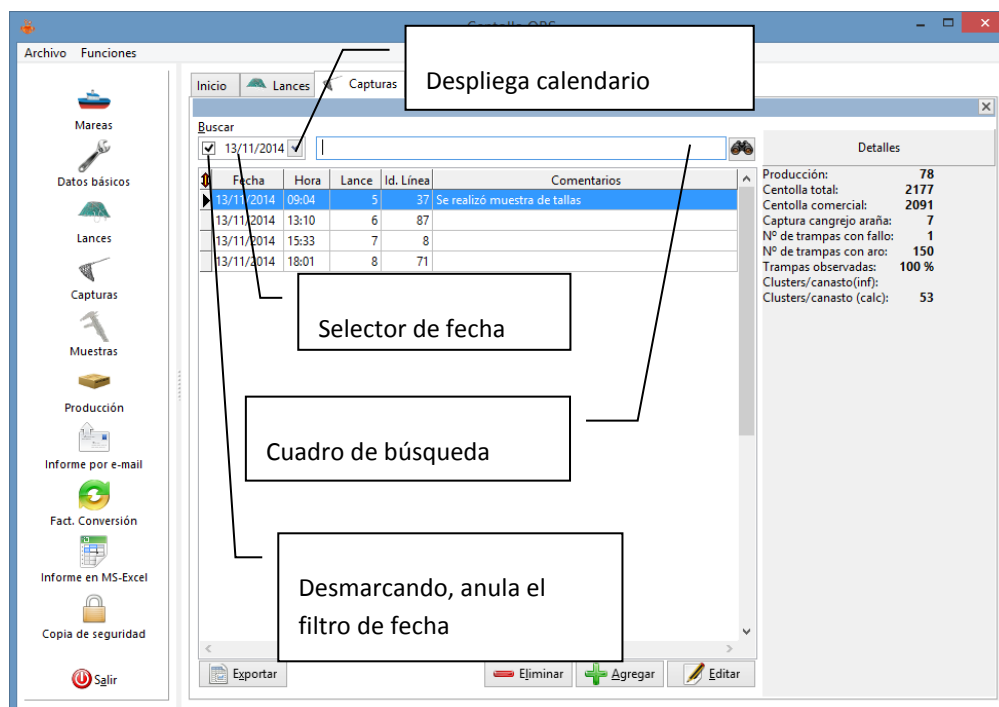 Archivo Funciones
Mareas
Datos básicos
Lances
Capturas
Muestras
Producción
Informe por e-mail
Fact. Conversión
Informe en MS-Excel
Copia de seguridad
Salir
Inicio Lances Capturas
Despliega calendario
Buscar
13/11/2014
Fecha Hora Lance Id. Línea Comentarios
13/11/2014 09:04 5 37 Se realizó muestra de tallas
13/11/2014 13:10 6 87
13/11/2014 15:33 7 8
13/11/2014 18:01 8 71
Selector de fecha
Cuadro de búsqueda
Desmarcando, anula el
filtro de fecha
Exportar Eliminar Agregar Editar
Detalles
Producción: 78
Centolla total: 2177
Centolla comercial: 2091
Captura cangrejo araña: 7
Nº de trampas con fallo: 1
Nº de trampas con aro: 150
Trampas observadas: 100 %
Clusters/canasto(inf):
Clusters/canasto (calc): 53